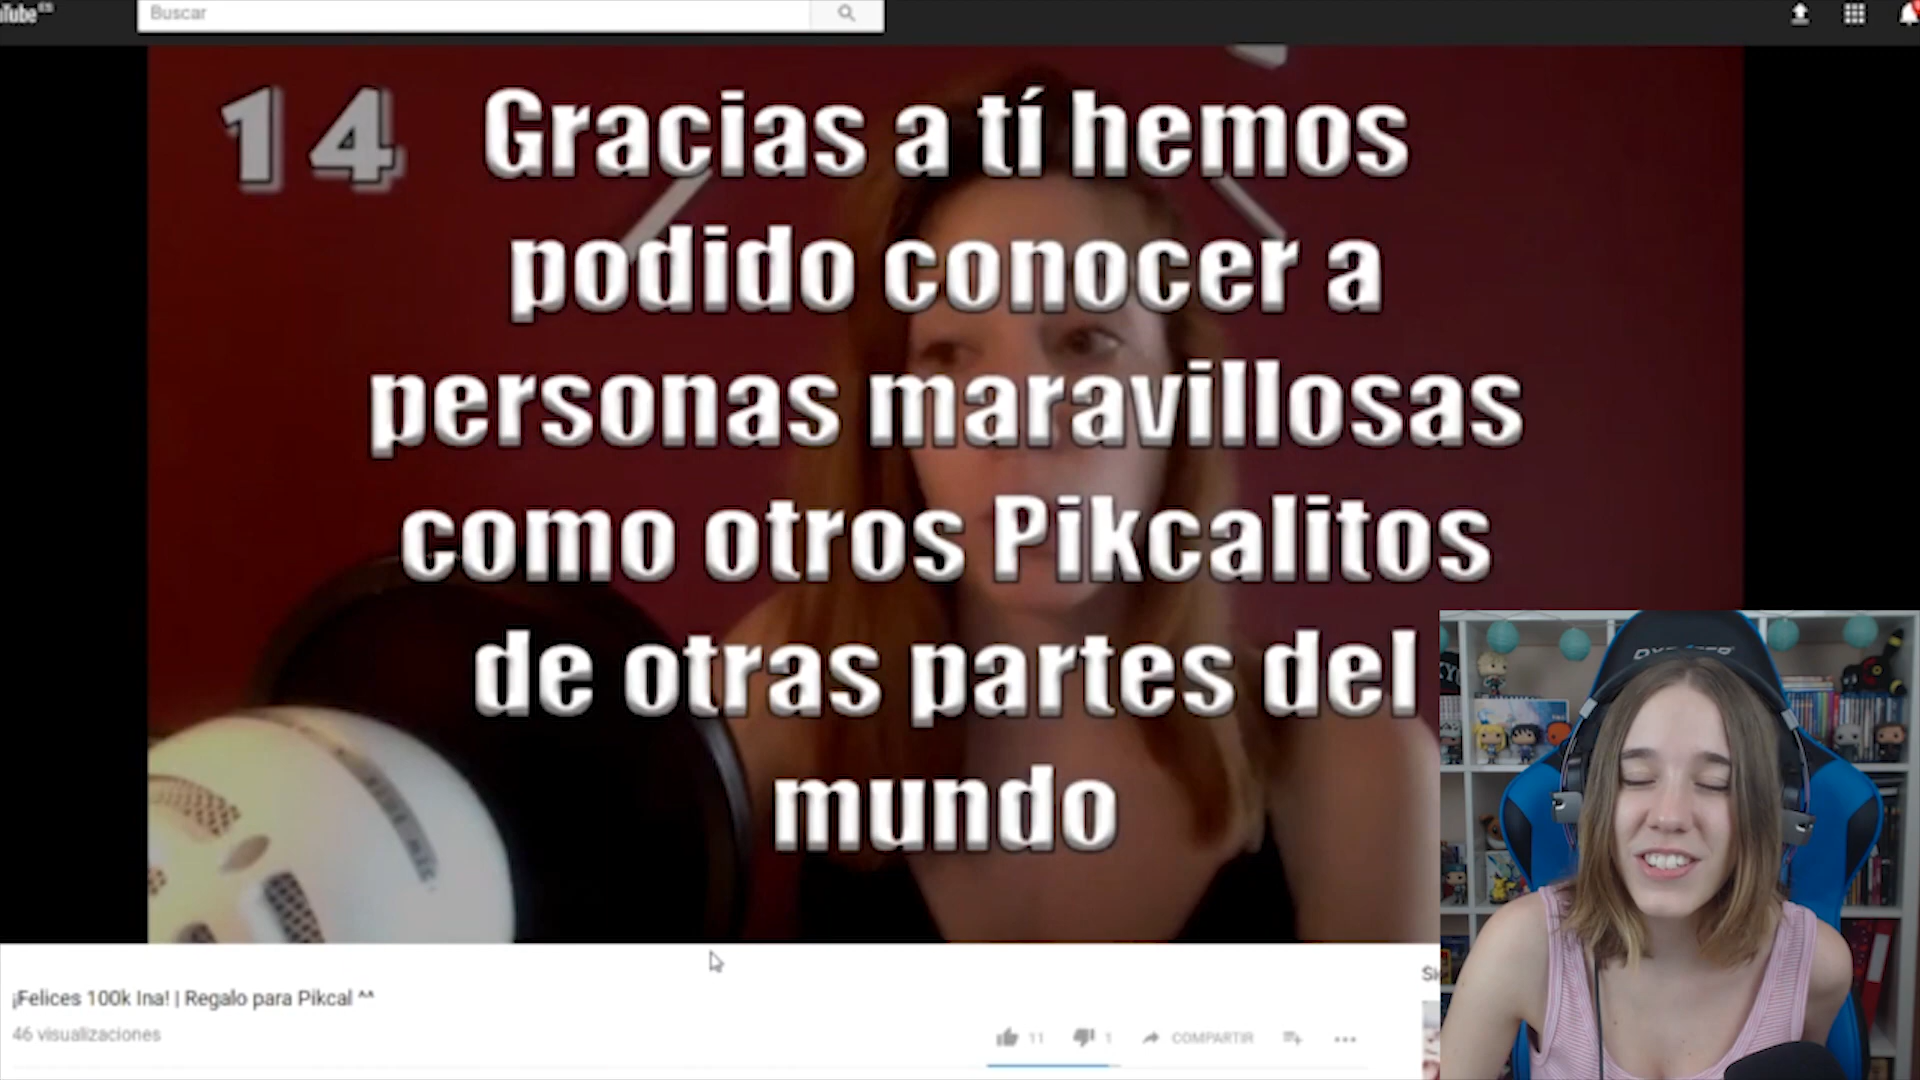 Buscar
14 Gracias a tí hemos
podido conocer a
personas maravillosas
como otros Pikcalitos
de otras partes del
mundo
¡Felices 100k Ina! | Regalo para Pikcal ^^
46 visualizaciones
11
1
COMPARTIR